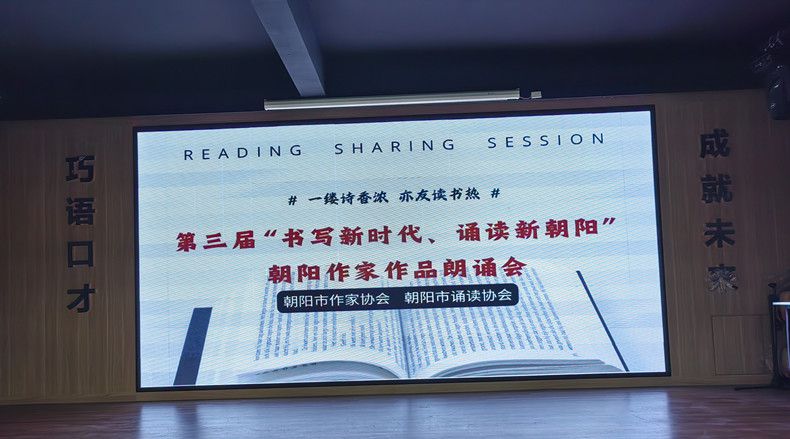 巧语口才
READING SHARING SESSION
# 一缕诗香浓 亦友读书热 #
第三届“书写新时代、诵读新朝阳”
朝阳作家作品朗诵会
朝阳市作家协会 朝阳市诵读协会
成就未来